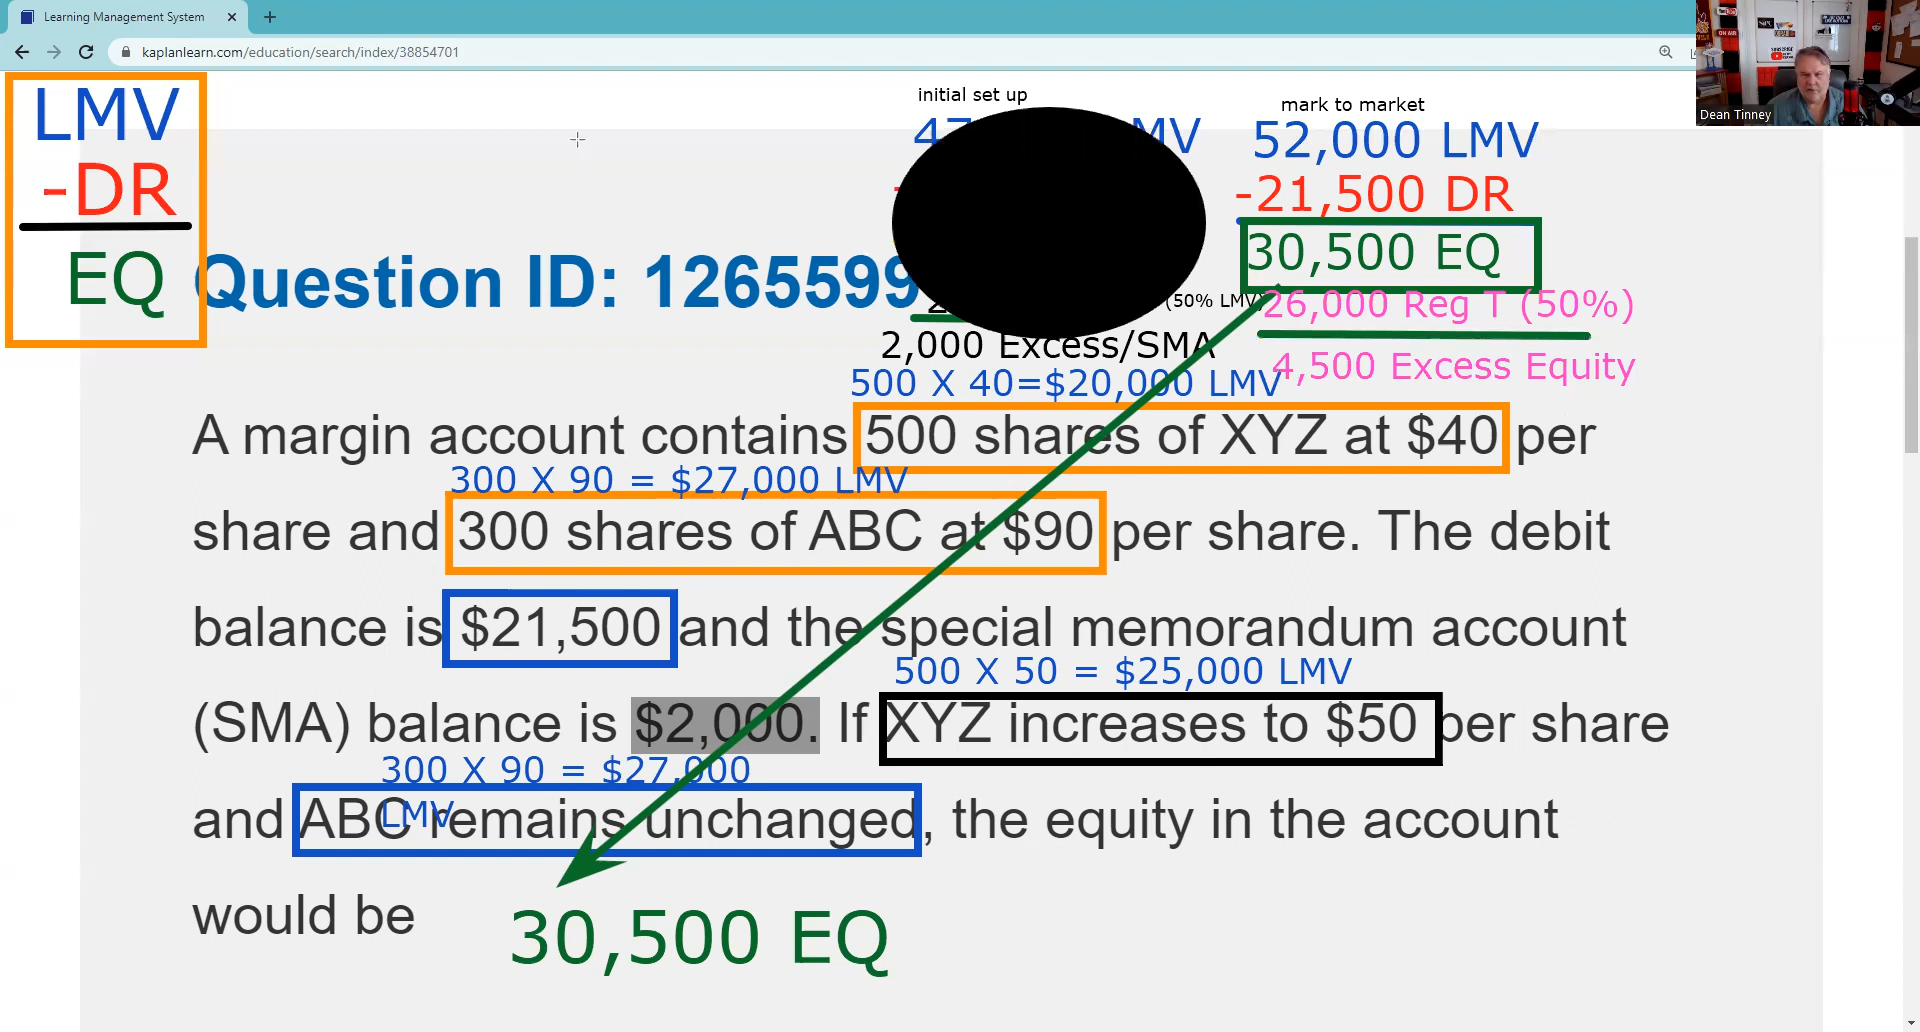 Learning Management System
kaplanlearn.com/education/search/index/38854701
Dean Tinney
LMV
-DR
EQ
initial set up
mark to market
52,000 LMV
-21,500 DR
30,500 EQ
26,000 Reg T (50%)
4,500 Excess Equity
Question ID: 1265599
(50% LMV)
2,000 Excess/SMA
500 X 40=$20,000 LMV
A margin account contains 500 shares of XYZ at $40 per
300 X 90 = $27,000 LMV
share and 300 shares of ABC at $90 per share. The debit
balance is $21,500 and the special memorandum account
500 X 50 = $25,000 LMV
(SMA) balance is $2,000. If XYZ increases to $50 per share
300 X 90 = $27,000
LMV
and ABC remains unchanged, the equity in the account
would be
30,500 EQ